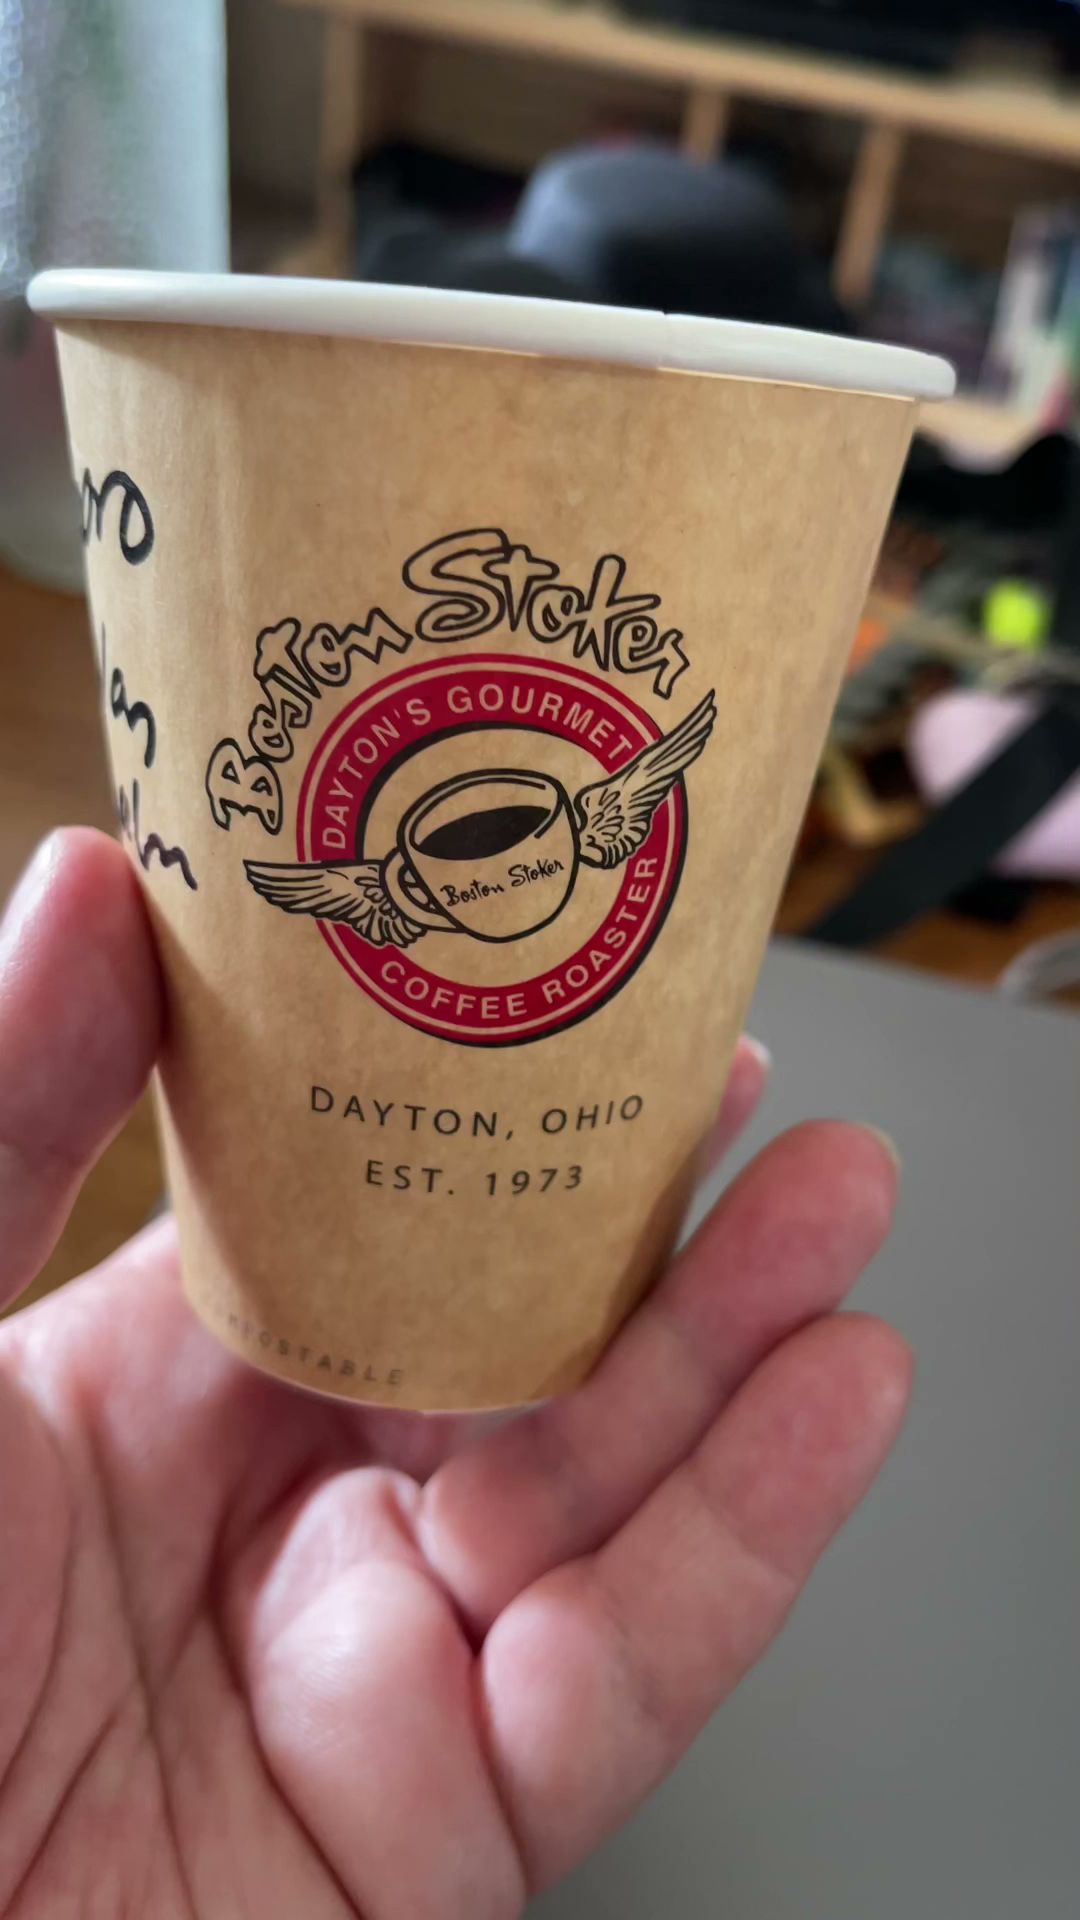 Boston Stoker
DAYTON'S GOURMET
Boston Stoker
COFFEE ROASTER
DAYTON, OHIO
EST. 1973